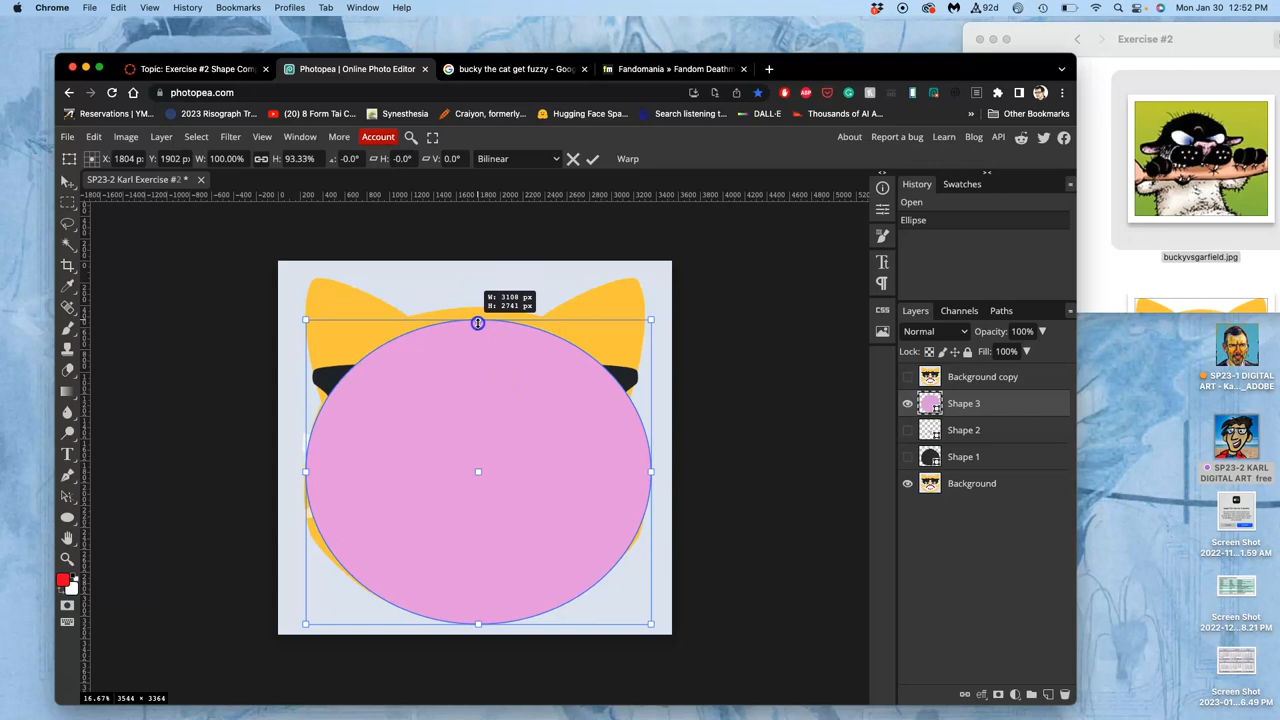 Chrome File Edit View History Bookmarks Profiles Tab Window Help 92d Mon Jan 30 12:52 PM
Exercise #2
Topic: Exercise #2 Shape Com Photopea | Online Photo Editor bucky the cat get fuzzy - Goog Fandomania » Fandom Deathm
photopea.com
Reservations | YM... 2023 Risograph Tr... (20) 8 Form Tai C... Synesthesia Craiyon, formerly... Hugging Face Spa... Search listening t... DALL·E Thousands of AI... » Other Bookmarks
File Edit Image Layer Select Filter View Window More Account About Report a bug Learn Blog API
X: 1804 p W: 100.00% H: 93.33% -0.0° H: -0.0° V: 0.0° Bilinear Warp
Y: 1902 p
SP23-2 Karl Exercise #2 *
History Swatches
Open
Ellipse
buckyvsgarfield.jpg
W: 3108 px
H: 2741 px
Layers Channels Paths
Normal Opacity: 100%
Lock: Fill: 100%
Background copy
Shape 3
Shape 2
Shape 1
Background
CSS
SP23-1 DIGITAL
ART - Ka..._ADOBE
SP23-2 KARL
DIGITAL ART free
Screen Shot
2022-11...1.59 AM
Screen Shot
2022-12...8.21 PM
Screen Shot
2023-01...6.49 PM
16.67% 3544 × 3364